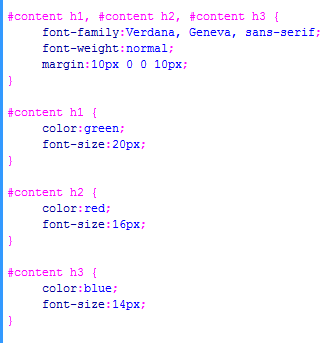 #content h1, #content h2, #content h3 {
font-family:Verdana, Geneva, sans-serif;
font-weight:normal;
margin:10px 0 0 10px;
}
#content h1 {
color:green;
font-size:20px;
}
#content h2 {
color:red;
font-size:16px;
}
#content h3 {
color:blue;
font-size:14px;
}